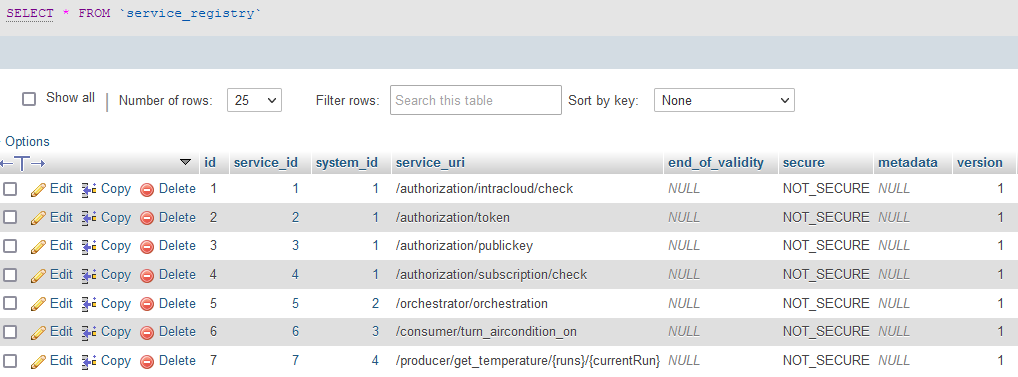 SELECT * FROM `service_registry`
Show all Number of rows: 25 Filter rows: Search this table Sort by key: None
Options
id service_id system_id service_uri end_of_validity secure metadata version
Edit Copy Delete 1 1 1 /authorization/intracloud/check NULL NOT_SECURE NULL 1
Edit Copy Delete 2 2 1 /authorization/token NULL NOT_SECURE NULL 1
Edit Copy Delete 3 3 1 /authorization/publickey NULL NOT_SECURE NULL 1
Edit Copy Delete 4 4 1 /authorization/subscription/check NULL NOT_SECURE NULL 1
Edit Copy Delete 5 5 2 /orchestrator/orchestration NULL NOT_SECURE NULL 1
Edit Copy Delete 6 6 3 /consumer/turn_aircondition_on NULL NOT_SECURE NULL 1
Edit Copy Delete 7 7 4 /producer/get_temperature/{runs}/{currentRun} NULL NOT_SECURE NULL 1